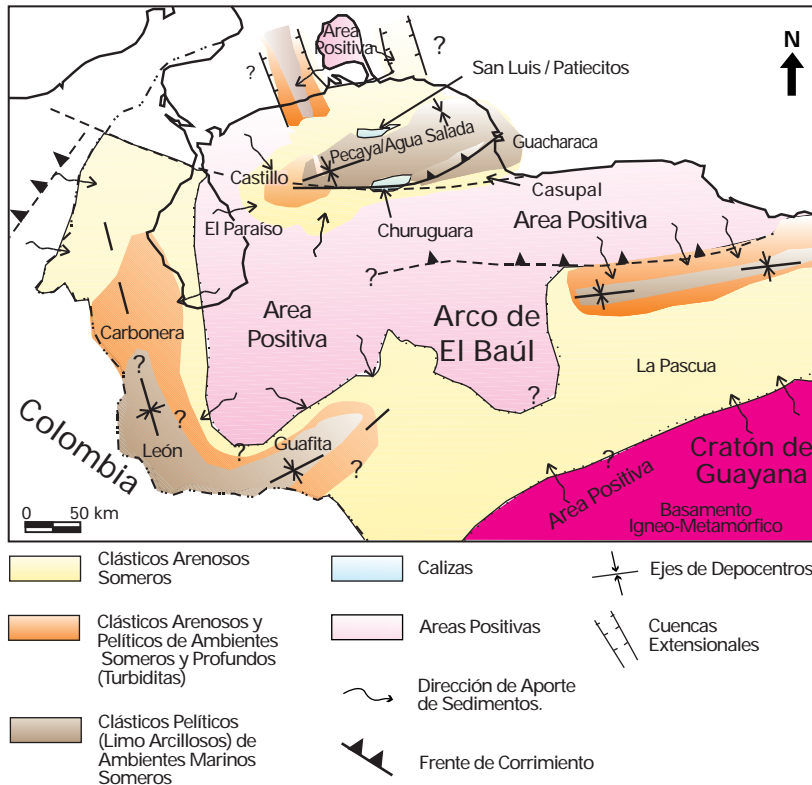 Area
Positiva
?
?
N
San Luis / Patiecitos
Pecaya/Agua Salada
Guacharaca
Castillo
Casupal
El Paraíso
Churuguara
Area Positiva
?
Area
Positiva
Arco de
El Baúl
Carbonera
La Pascua
?
?
?
Colombia
León
Guafita
?
?
?
Cratón de
Guayana
Area Positiva
Basamento
Igneo-Metamórfico
0 50 km
Clásticos Arenosos
Someros
Calizas
Ejes de Depocentros
Clásticos Arenosos y
Pelíticos de Ambientes
Someros y Profundos
(Turbiditas)
Areas Positivas
Cuencas
Extensionales
Dirección de Aporte
de Sedimentos.
Clásticos Pelíticos
(Limo Arcillosos) de
Ambientes Marinos
Someros
Frente de Corrimiento